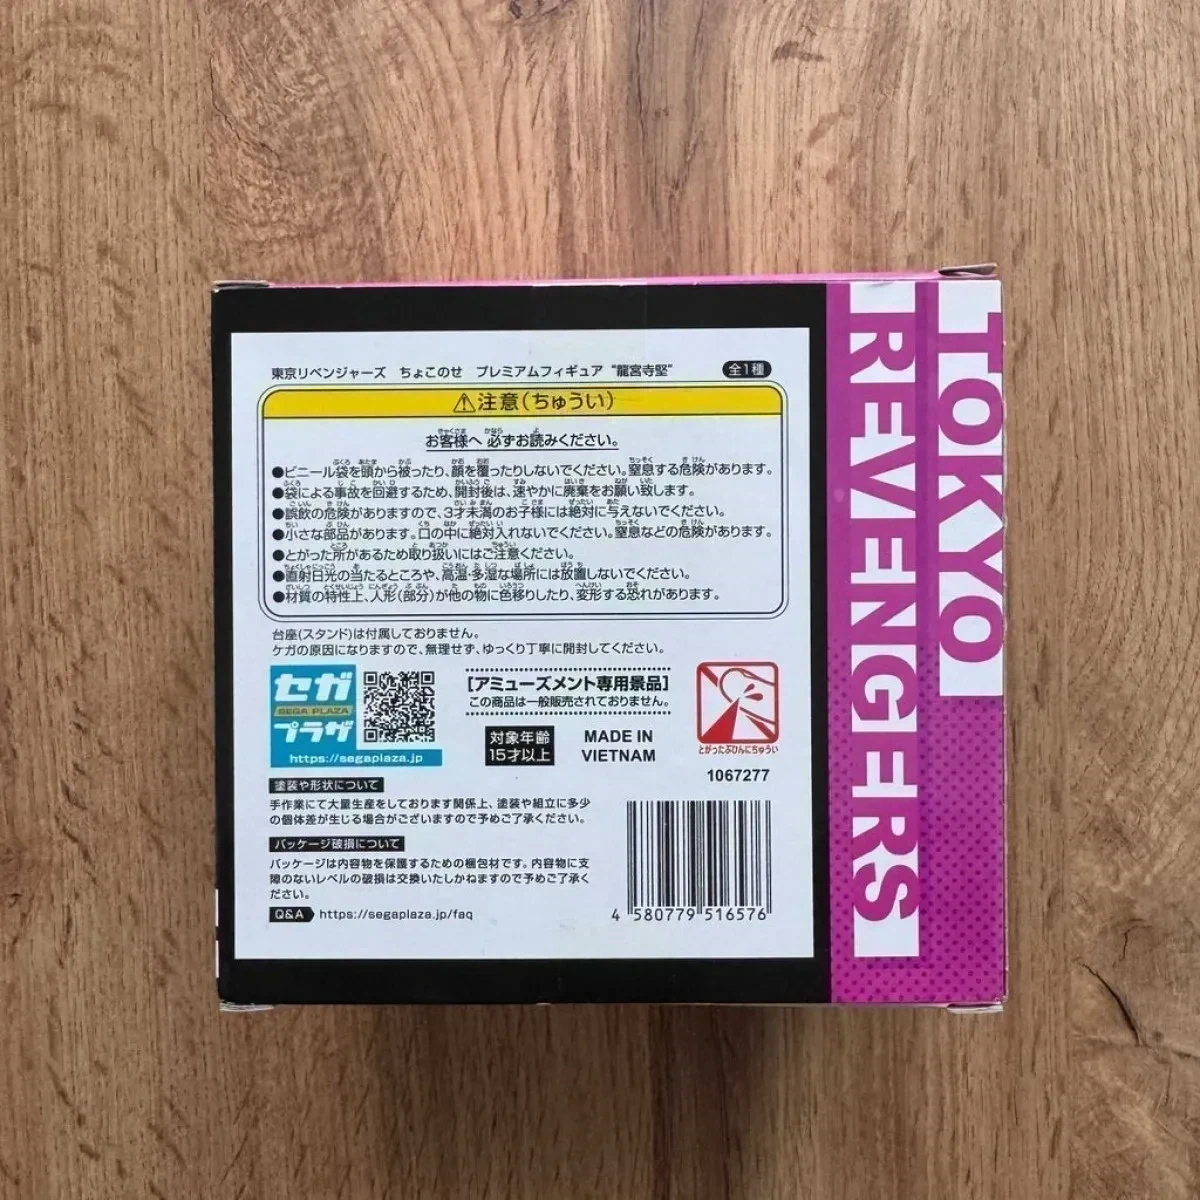 東京リベンジャーズ ちょこのせ プレミアムフィギュア "龍宮寺堅" 全1種
⚠注意(ちゅうい)
お客様へ 必ずお読みください。
●ビニール袋を頭から被ったり、顔を覆ったりしないでください。窒息する危険があります。
●袋による事故を回避するため、開封後は、速やかに廃棄をお願い致します。
●誤飲の危険がありますので、3才未満のお子様には絶対に与えないでください。
●小さな部品があります。口の中に絶対入れないでください。窒息などの危険があります。
●とがった所があるため取り扱いにはご注意ください。
●直射日光の当たるところや、高温・多湿な場所には放置しないでください。
●材質の特性上、人形(部分)が他の物に色移りしたり、変形する恐れがあります。
台座(スタンド)は付属しておりません。
ケガの原因になりますので、無理せず、ゆっくり丁寧に開封してください。
セガ
SEGA PLAZA
プラザ
https://segaplaza.jp
[アミューズメント専用景品]
この商品は一般販売されておりません。
対象年齢
15才以上
MADE IN
VIETNAM
とがったぶひんにちゅうい
1067277
塗装や形状について
手作業にて大量生産をしております関係上、塗装や組立に多少
の個体差が生じる場合がございますので予めご了承ください。
パッケージ破損について
パッケージは内容物を保護するための梱包材です。内容物に支
障のないレベルの破損は交換いたしかねますので予めご了承く
ださい。
Q&A https://segaplaza.jp/faq
4 580779 516576
TOKYO
REVENGERS